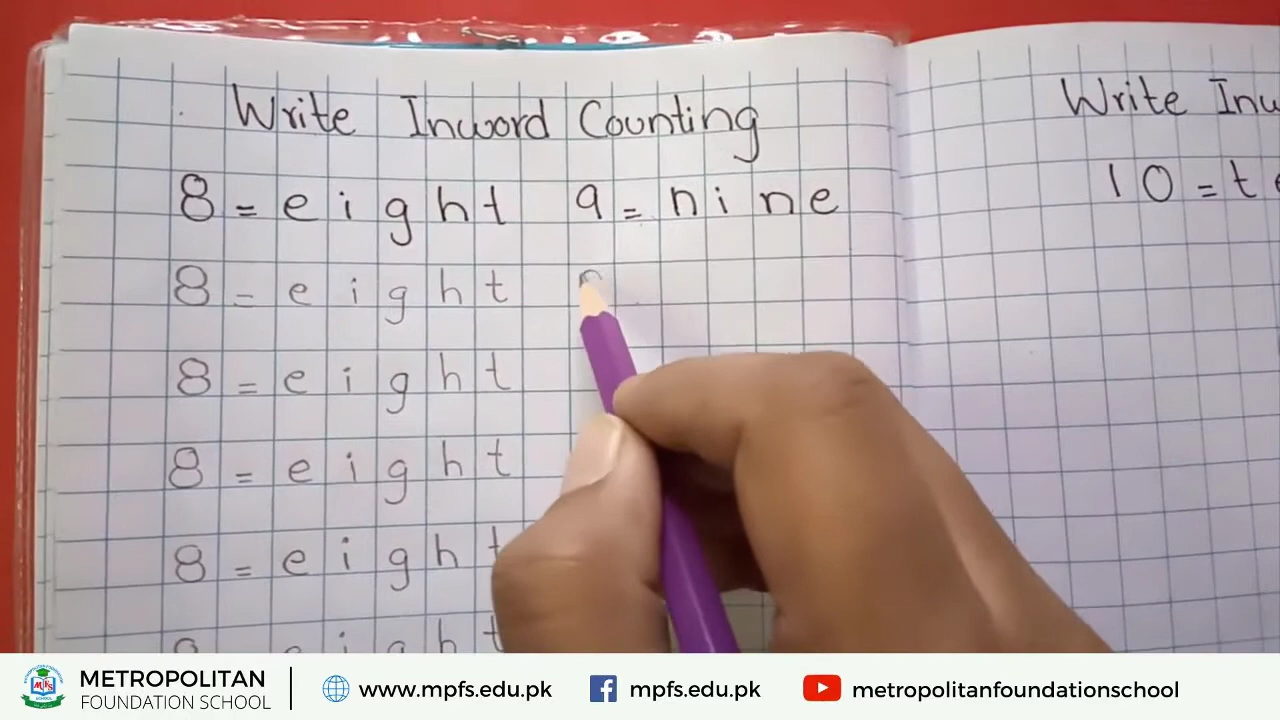 Write Inword Counting
8 = eight 9 = nine
8 = eight
8 = eight
8 = eight
8 = eight
Write
10 =
METROPOLITAN
FOUNDATION SCHOOL
www.mpfs.edu.pk
mpfs.edu.pk
metropolitanfoundationschool